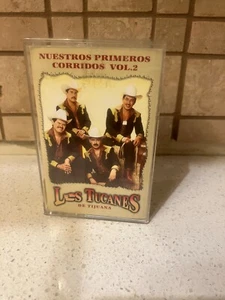 NUESTROS PRIMEROS
CORRIDOS VOL.2
LOS TUCANES
DE TIJUANA